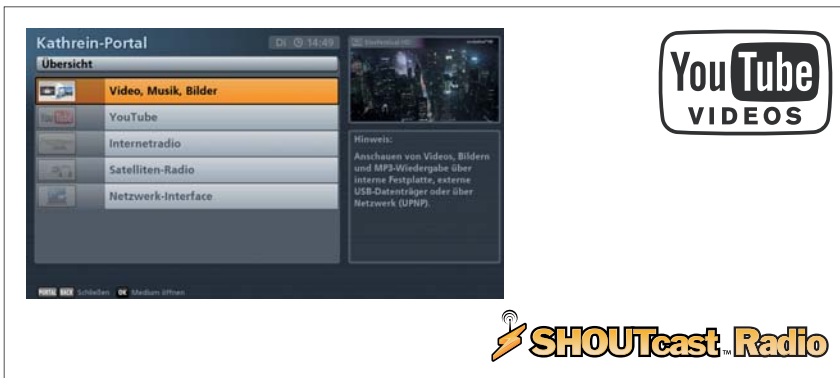 Kathrein-Portal
Di 14:49
Übersicht
Video, Musik, Bilder
YouTube
Internetradio
Satelliten-Radio
Netzwerk-Interface
Hinweis:
Anschauen von Videos, Bildern
und MP3-Wiedergabe über
interne Festplatte, externe
USB-Datenträger oder über
Netzwerk (UPNP).
PORTAL BACK Schließen OK Medium öffnen
You Tube
VIDEOS
SHOUTcast™ Radio